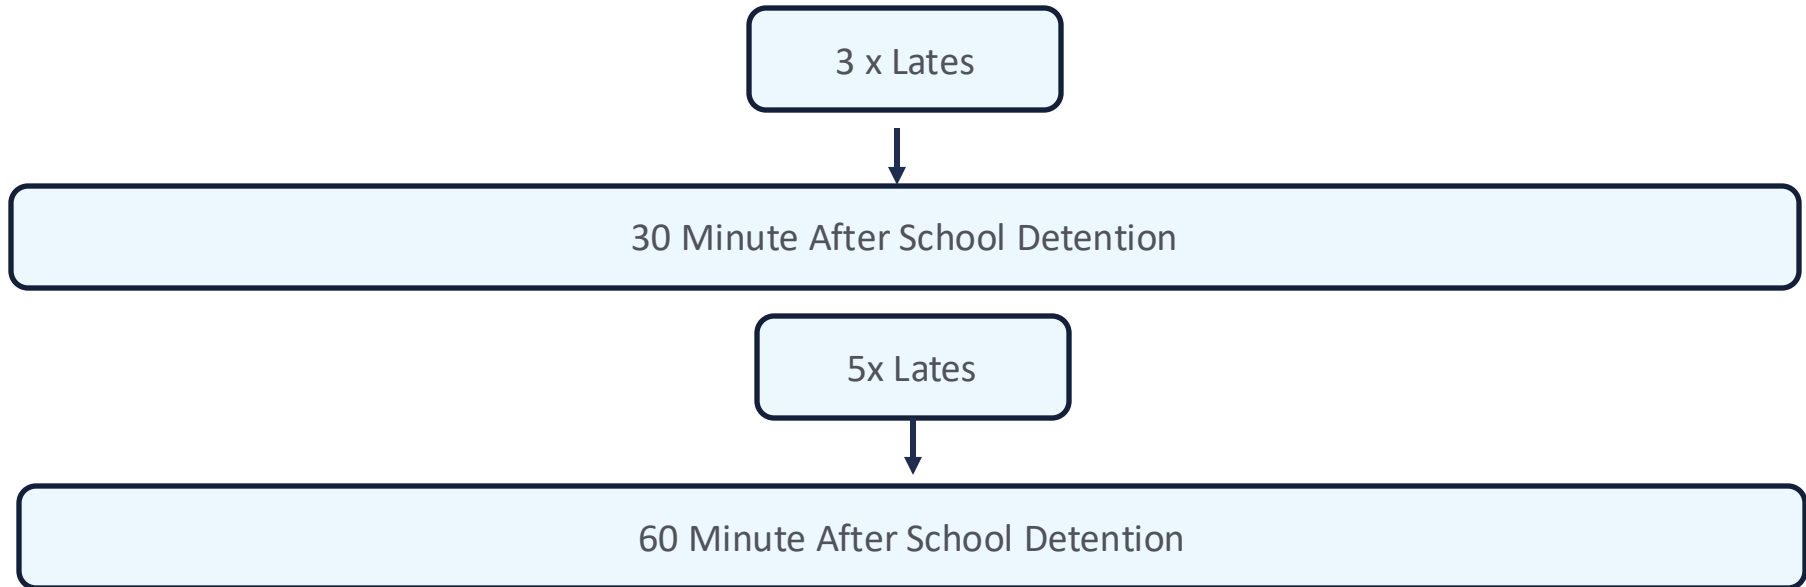 3 x Lates
30 Minute After School Detention
5x Lates
60 Minute After School Detention